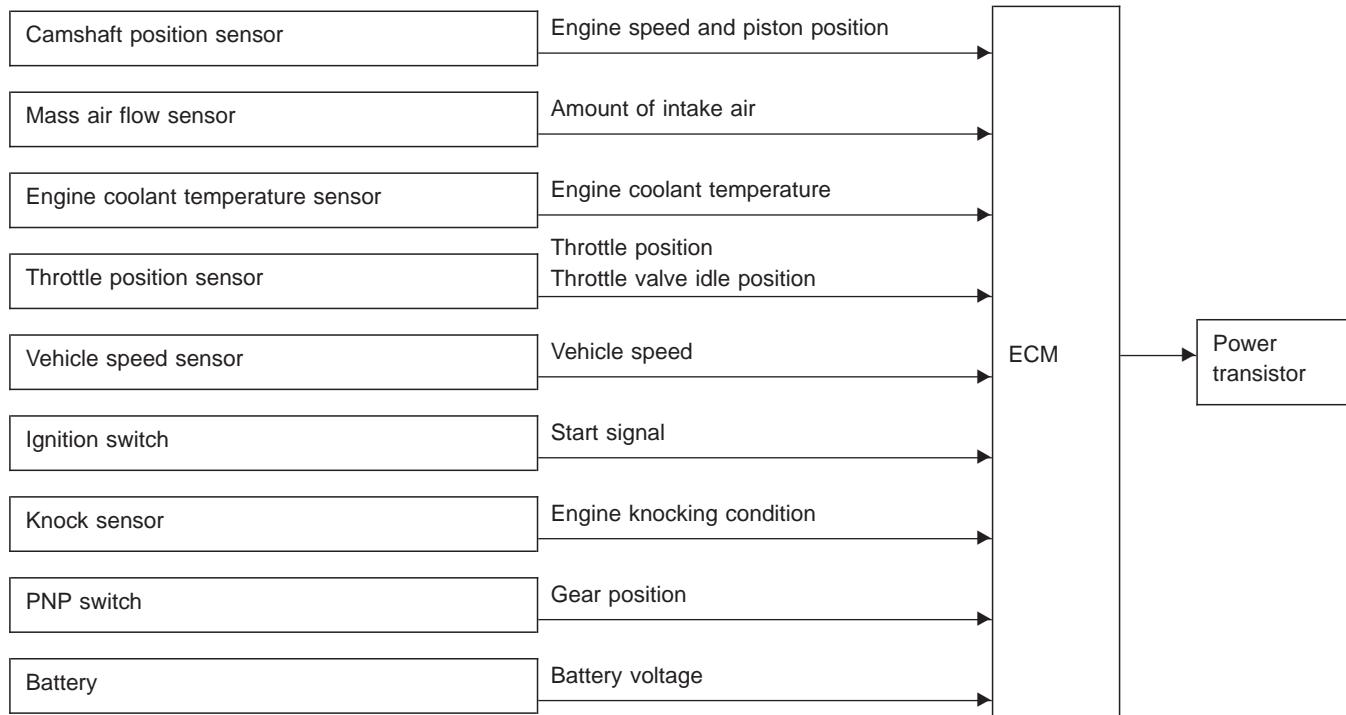 Camshaft position sensor
Engine speed and piston position
Mass air flow sensor
Amount of intake air
Engine coolant temperature sensor
Engine coolant temperature
Throttle position sensor
Throttle position
Throttle valve idle position
Vehicle speed sensor
Vehicle speed
Ignition switch
Start signal
Knock sensor
Engine knocking condition
PNP switch
Gear position
Battery
Battery voltage
ECM
Power
transistor